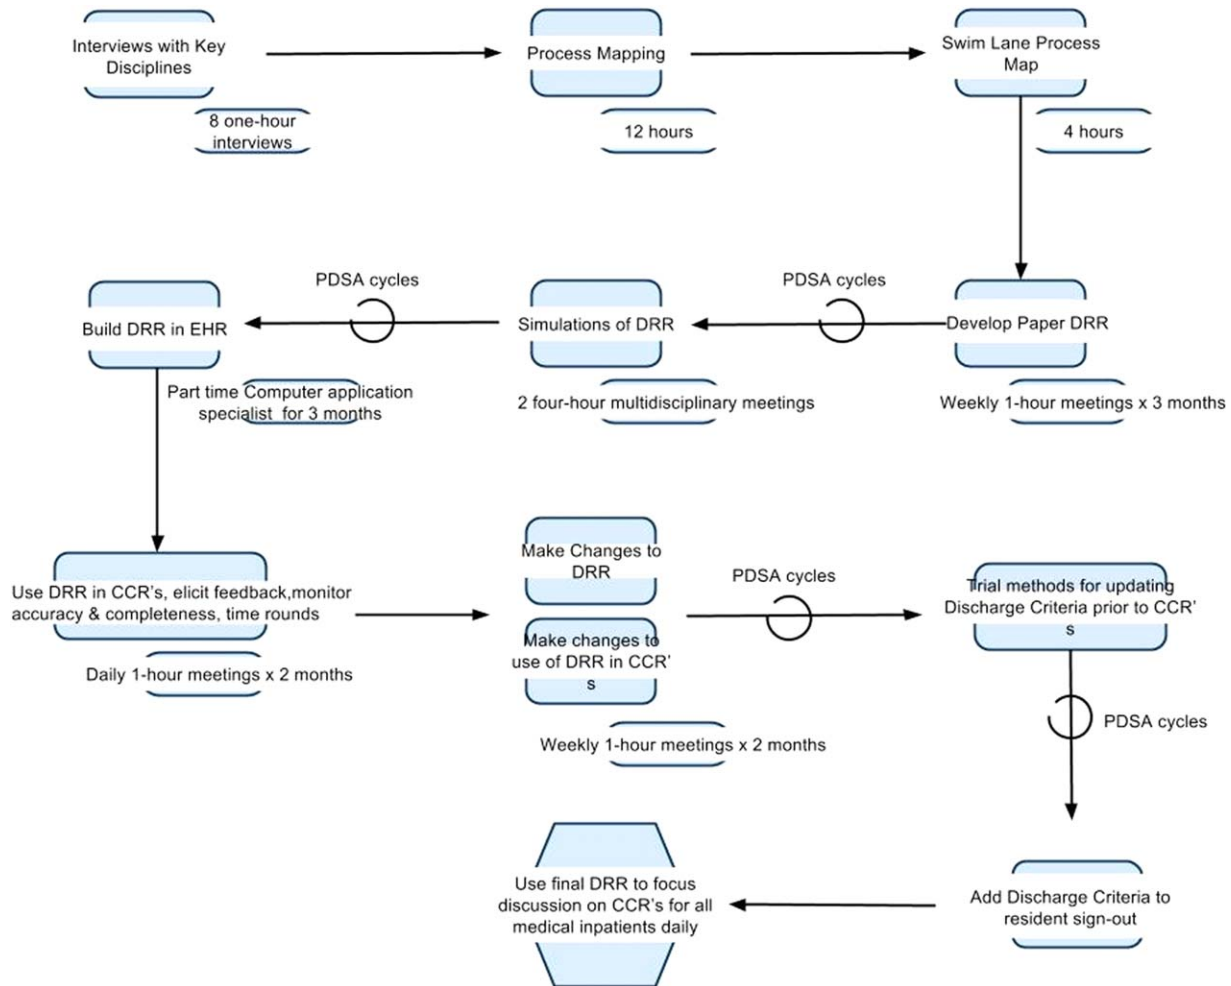 Interviews with Key
Disciplines
8 one-hour
interviews
Process Mapping
12 hours
Swim Lane Process
Map
4 hours
Develop Paper DRR
Weekly 1-hour meetings x 3 months
PDSA cycles
Simulations of DRR
2 four-hour multidisciplinary meetings
PDSA cycles
Build DRR in EHR
Part time Computer application
specialist for 3 months
Use DRR in CCR's, elicit feedback,monitor
accuracy & completeness, time rounds
Daily 1-hour meetings x 2 months
Make Changes to
DRR
Make changes to
use of DRR in CCR'
s
Weekly 1-hour meetings x 2 months
PDSA cycles
Trial methods for updating
Discharge Criteria prior to CCR'
s
PDSA cycles
Add Discharge Criteria to
resident sign-out
Use final DRR to focus
discussion on CCR's for all
medical inpatients daily